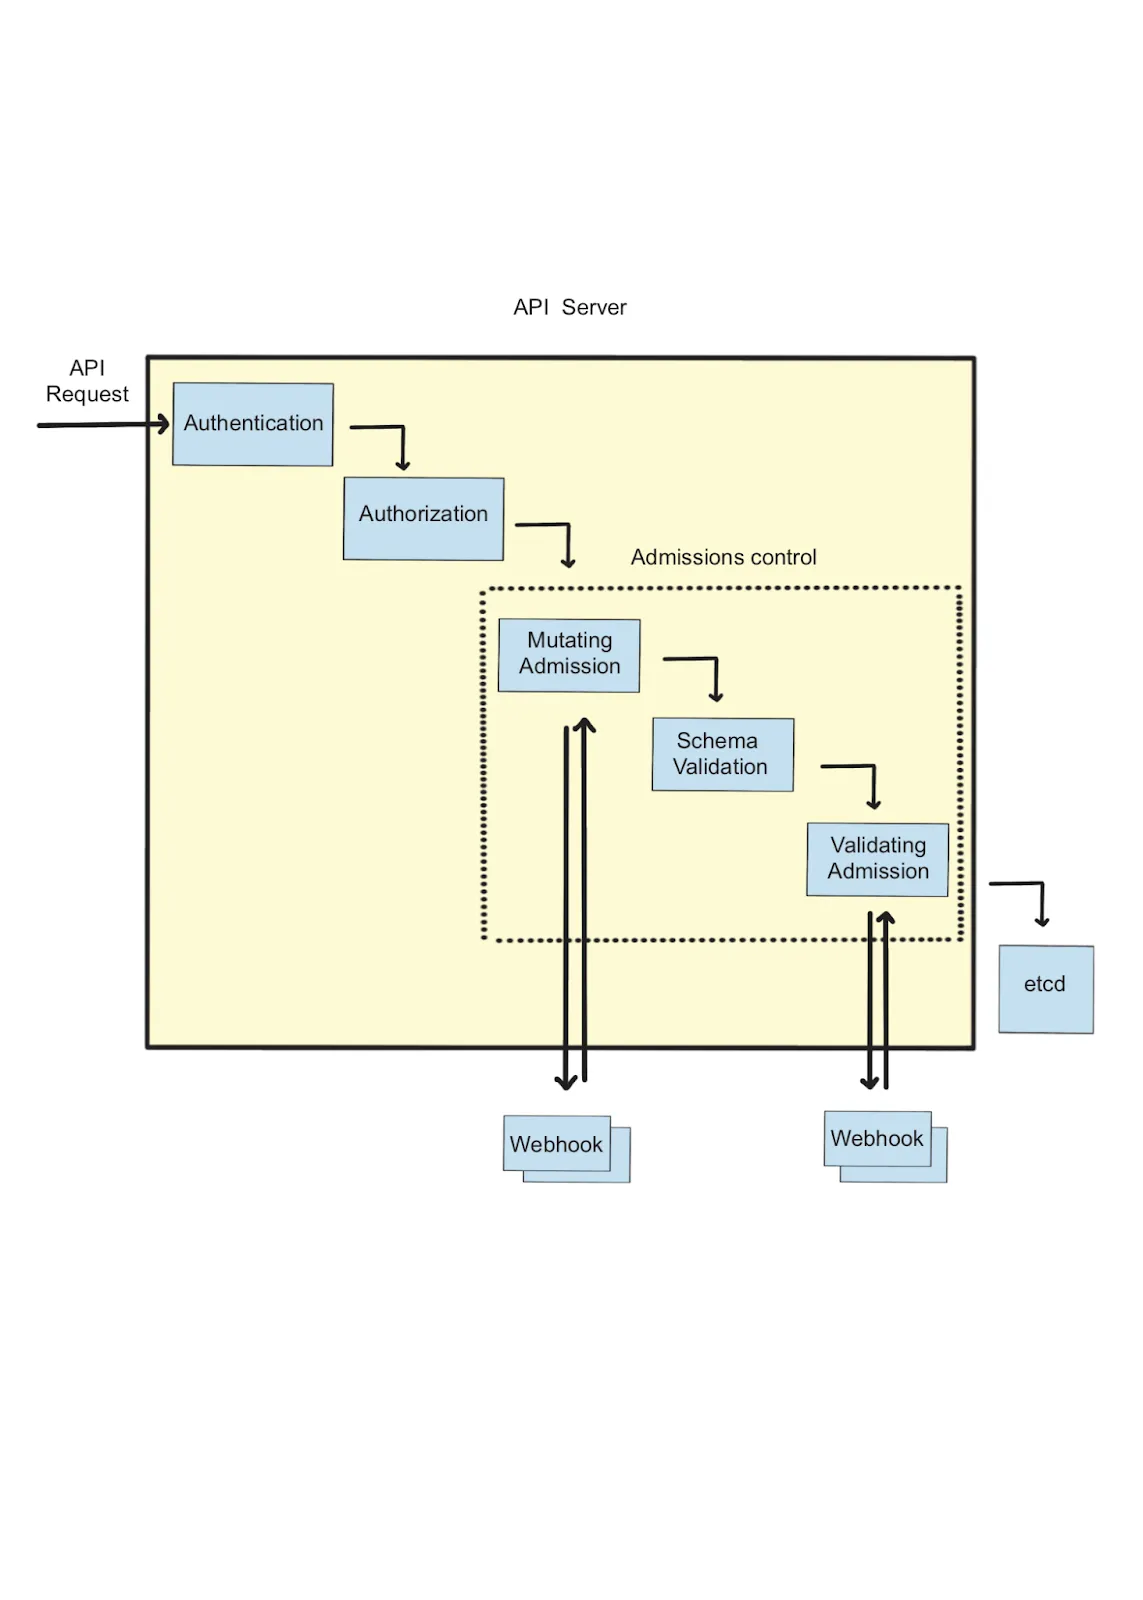 API Server
API
Request
Authentication
Authorization
Admissions control
Mutating
Admission
Schema
Validation
Validating
Admission
etcd
Webhook
Webhook